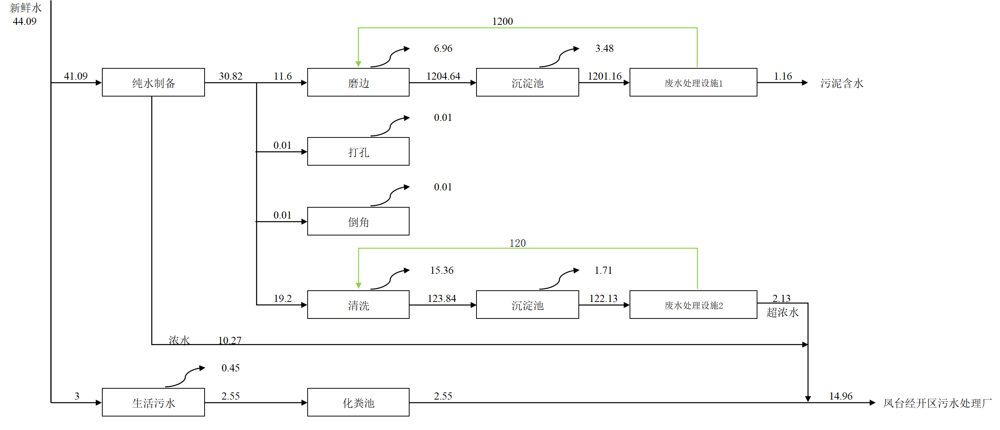 新鲜水
44.09
1200
6.96
3.48
41.09
纯水制备
30.82
11.6
磨边
1204.64
沉淀池
1201.16
废水处理设施1
1.16
污泥含水
0.01
0.01
打孔
0.01
0.01
倒角
120
15.36
1.71
19.2
清洗
123.84
沉淀池
122.13
废水处理设施2
2.13
超浓水
浓水
10.27
0.45
3
生活污水
2.55
化粪池
2.55
14.96
凤台经开区污水处理厂